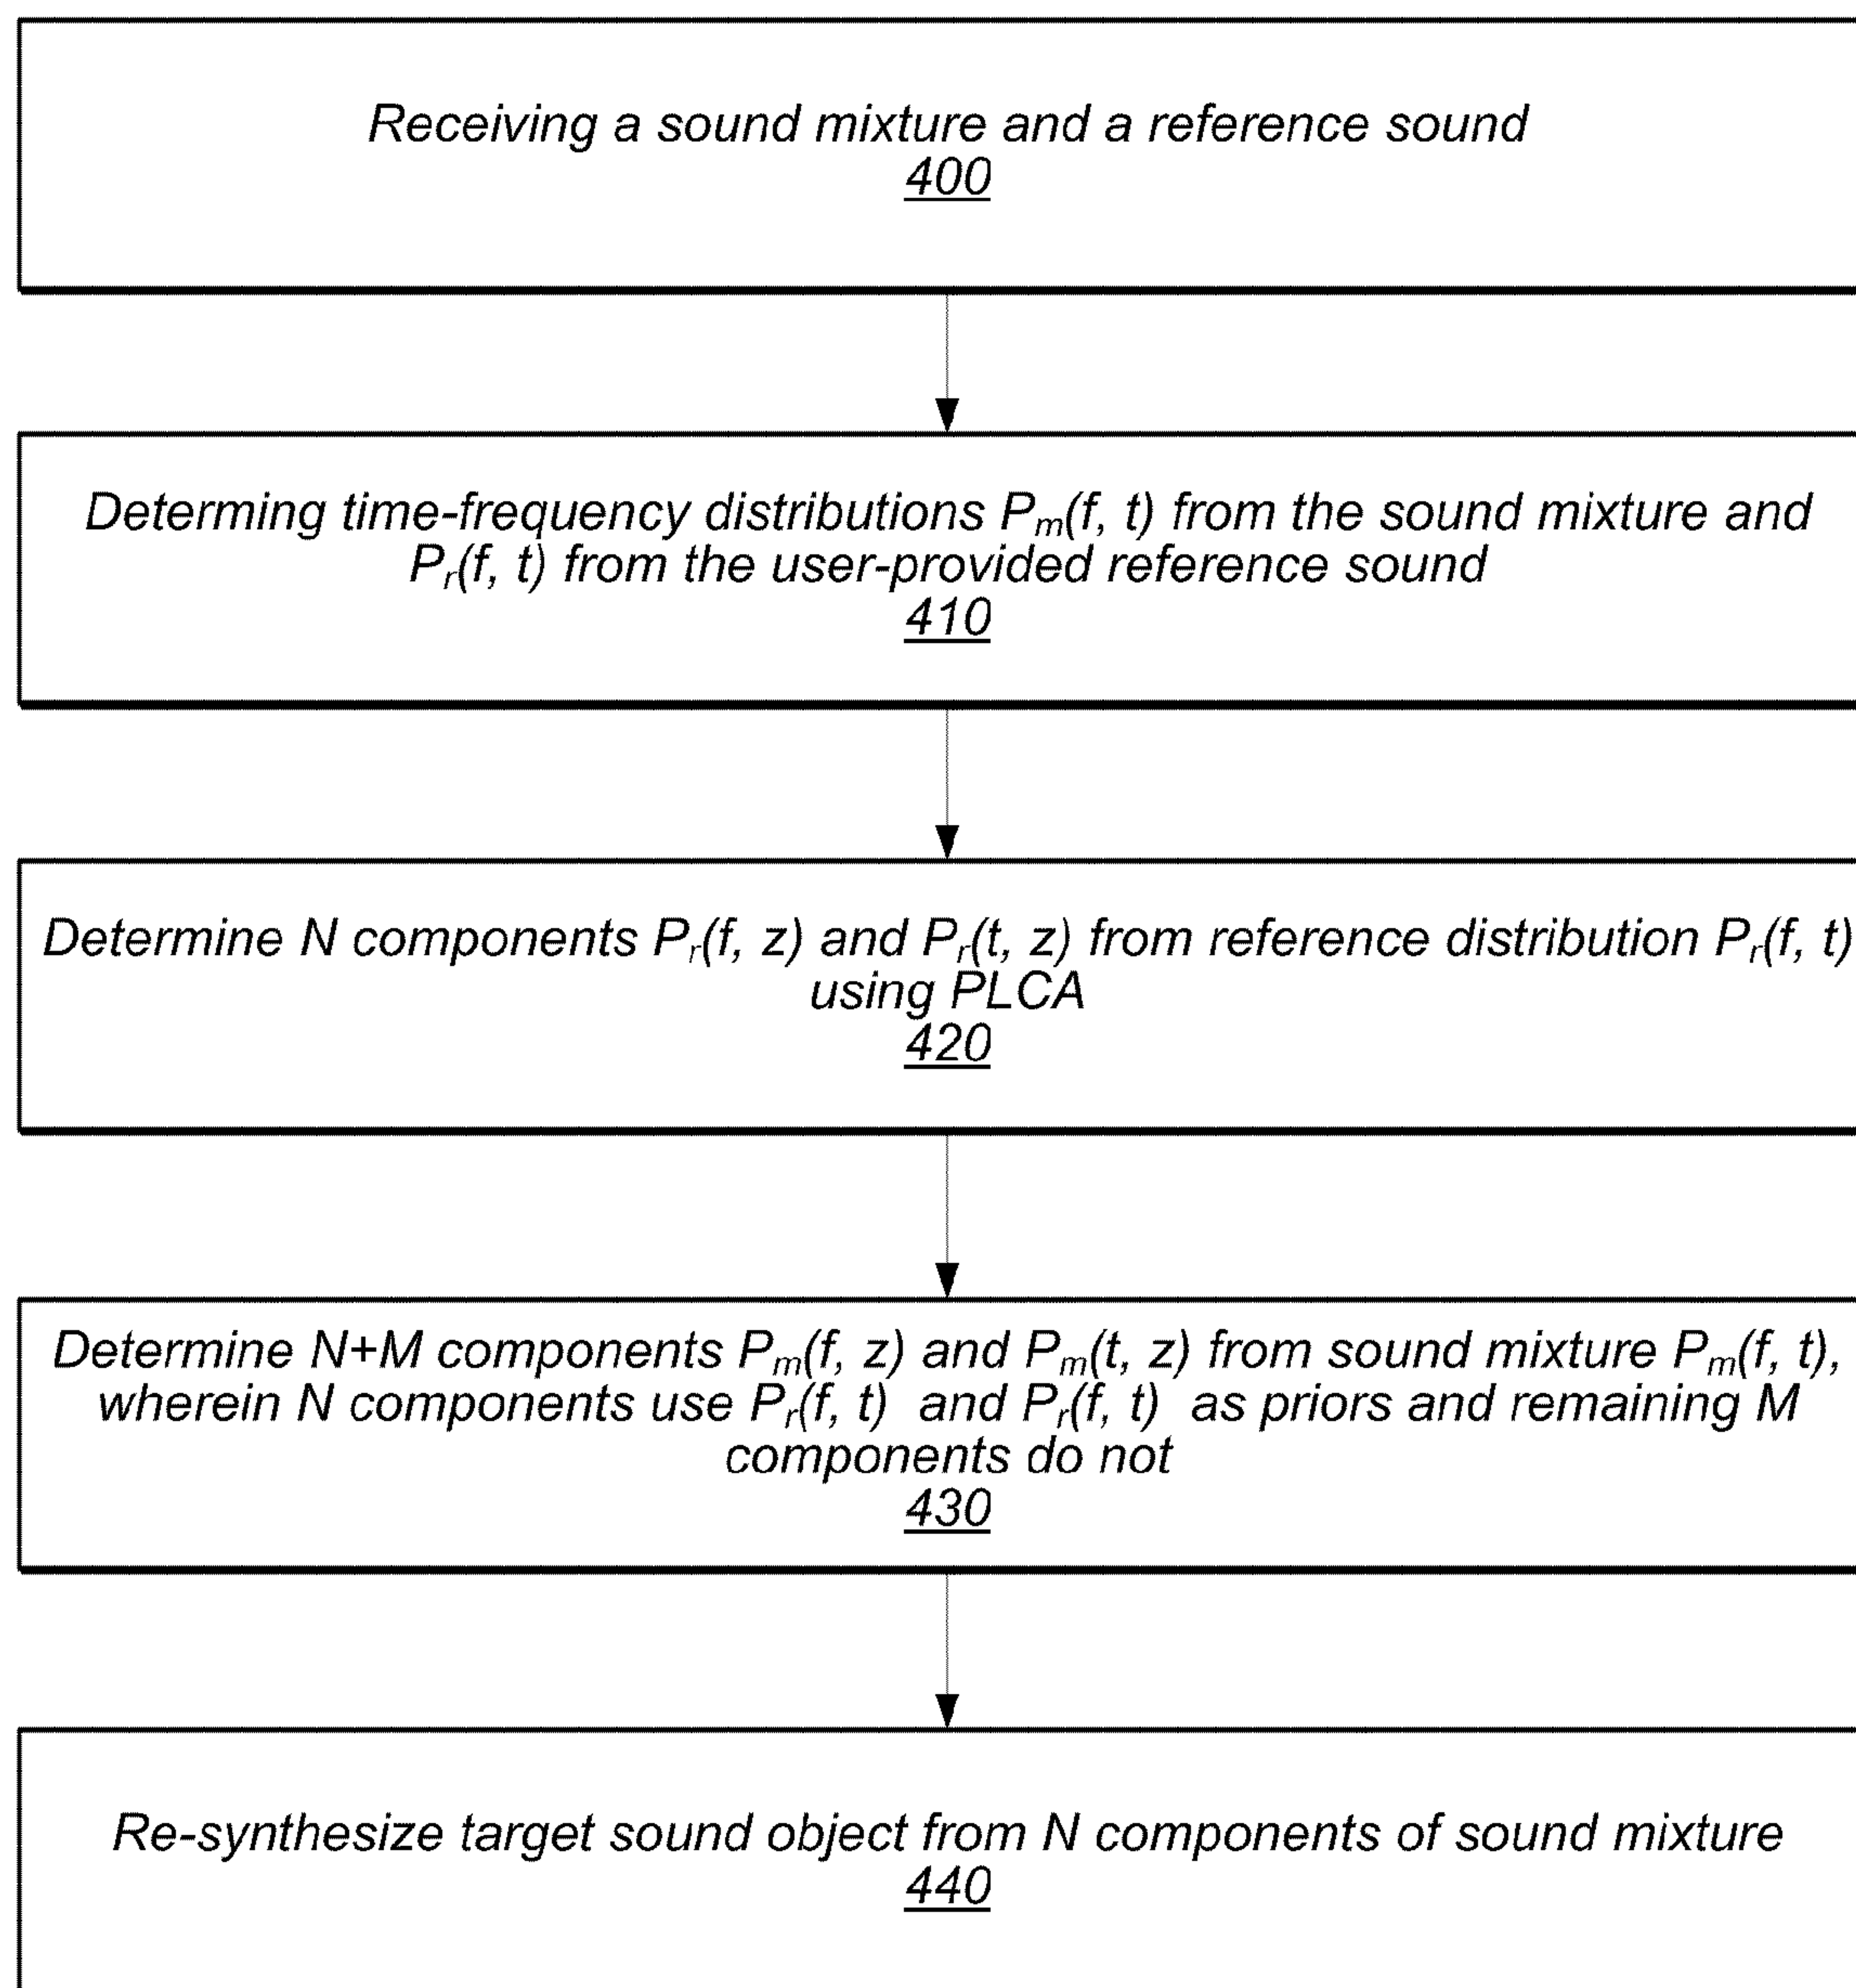 Receiving a sound mixture and a reference sound
400
Determing time-frequency distributions Pm(f, t) from the sound mixture and
Pr(f, t) from the user-provided reference sound
410
Determine N components Pr(f, z) and Pr(t, z) from reference distribution Pr(f, t)
using PLCA
420
Determine N+M components Pm(f, z) and Pm(t, z) from sound mixture Pm(f, t),
wherein N components use Pr(f, t) and Pr(f, t) as priors and remaining M
components do not
430
Re-synthesize target sound object from N components of sound mixture
440